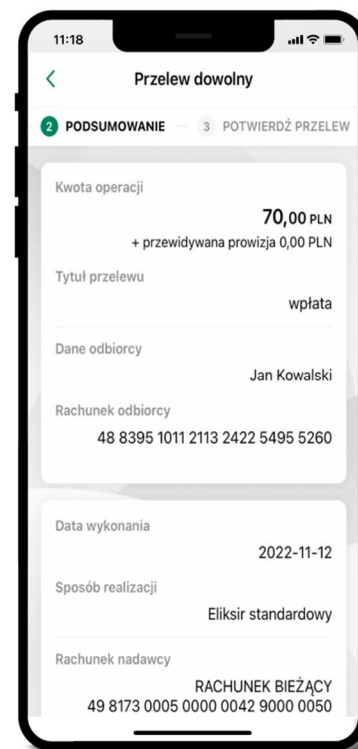 11:18
Przelew dowolny
2 PODSUMOWANIE 3 POTWIERDŹ PRZELEW
Kwota operacji
70,00 PLN
+ przewidywana prowizja 0,00 PLN
Tytuł przelewu
wpłata
Dane odbiorcy
Jan Kowalski
Rachunek odbiorcy
48 8395 1011 2113 2422 5495 5260
Data wykonania
2022-11-12
Sposób realizacji
Eliksir standardowy
Rachunek nadawcy
RACHUNEK BIEŻĄCY
49 8173 0005 0000 0042 9000 0050